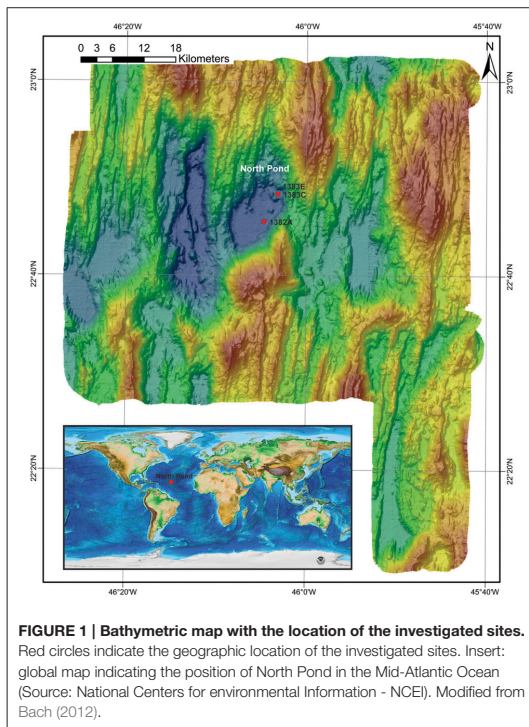 46°20'W 46°0'W 45°40'W
0 3 6 12 18
Kilometers
N
23°0'N 23°0'N
North Pond
1383E
1383C
1382A
22°40'N 22°40'N
22°20'N 22°20'N
North Pond
46°20'W 46°0'W 45°40'W
FIGURE 1 | Bathymetric map with the location of the investigated sites.
Red circles indicate the geographic location of the investigated sites. Insert:
global map indicating the position of North Pond in the Mid-Atlantic Ocean
(Source: National Centers for environmental Information - NCEI). Modified from
Bach (2012).